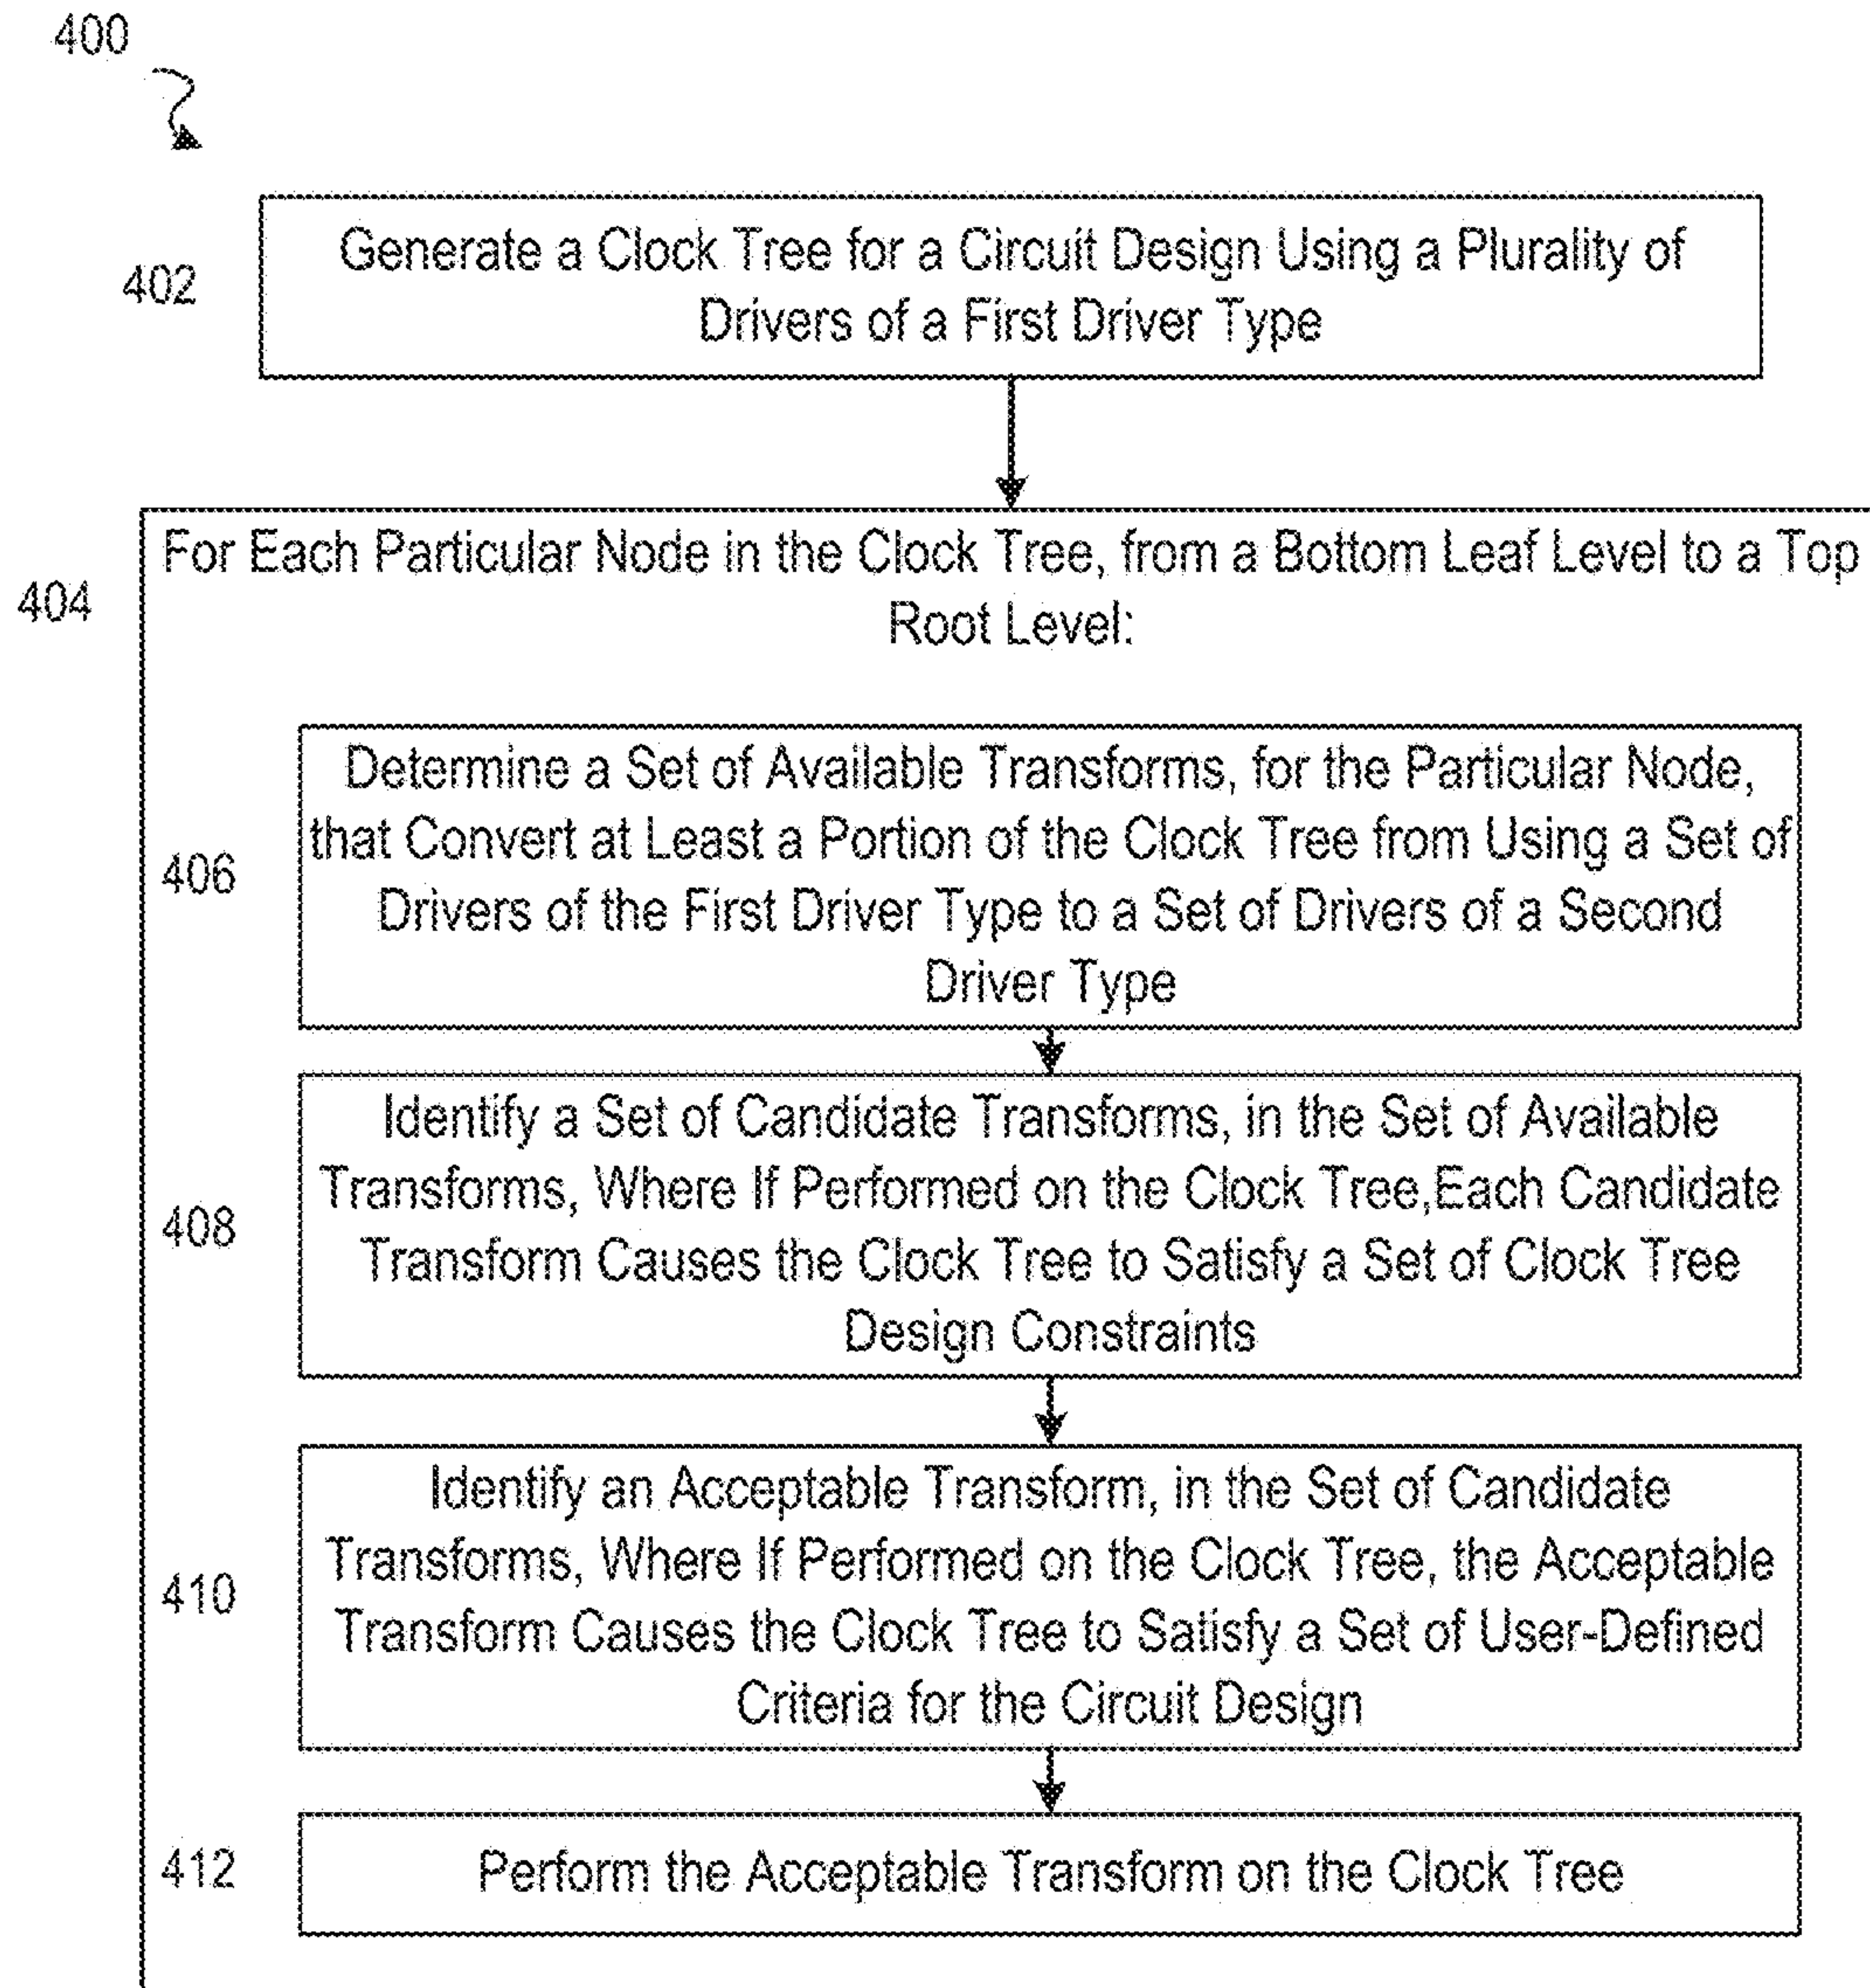 400
402
Generate a Clock Tree for a Circuit Design Using a Plurality of
Drivers of a First Driver Type
404
For Each Particular Node in the Clock Tree, from a Bottom Leaf Level to a Top
Root Level:
406
Determine a Set of Available Transforms, for the Particular Node,
that Convert at Least a Portion of the Clock Tree from Using a Set of
Drivers of the First Driver Type to a Set of Drivers of a Second
Driver Type
408
Identify a Set of Candidate Transforms, in the Set of Available
Transforms, Where If Performed on the Clock Tree,Each Candidate
Transform Causes the Clock Tree to Satisfy a Set of Clock Tree
Design Constraints
410
Identify an Acceptable Transform, in the Set of Candidate
Transforms, Where If Performed on the Clock Tree, the Acceptable
Transform Causes the Clock Tree to Satisfy a Set of User-Defined
Criteria for the Circuit Design
412
Perform the Acceptable Transform on the Clock Tree